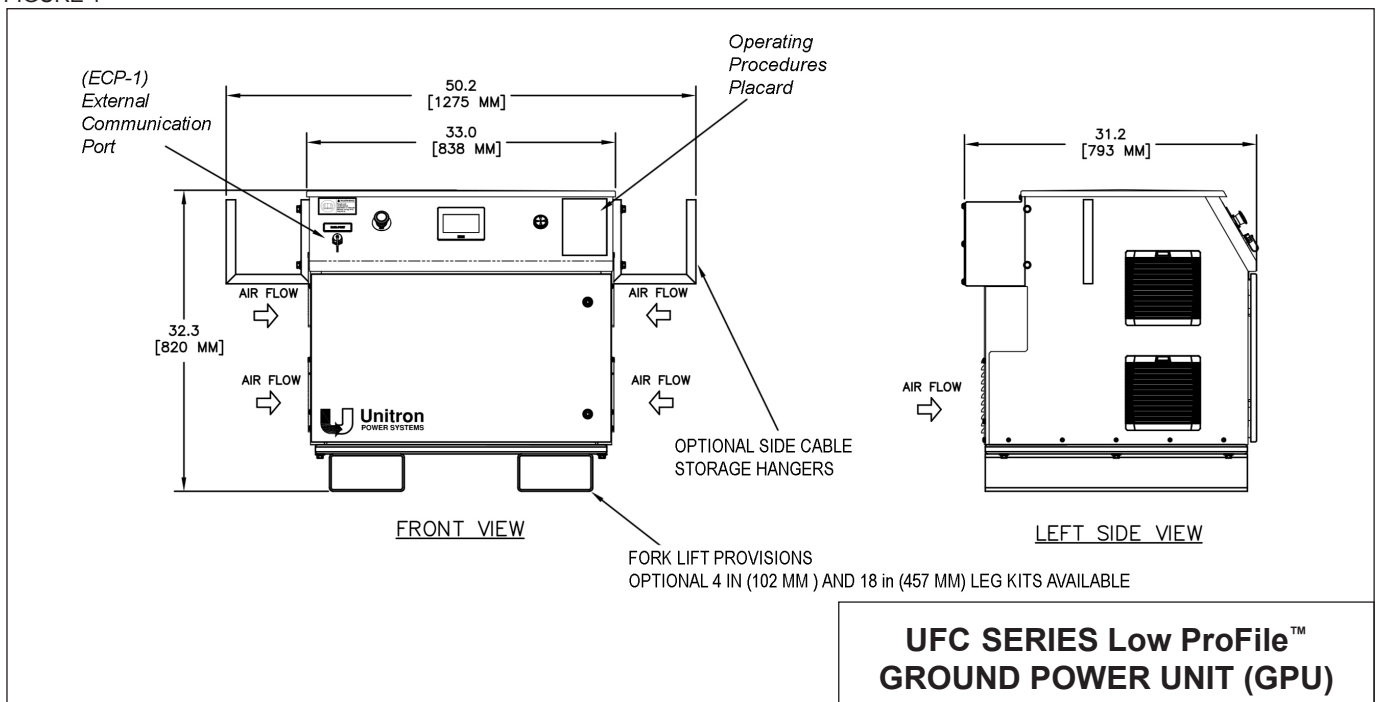 (ECP-1)
External
Communication
Port
Operating
Procedures
Placard
50.2
[1275 MM]
33.0
[838 MM]
31.2
[793 MM]
32.3
[820 MM]
AIR FLOW
AIR FLOW
AIR FLOW
AIR FLOW
AIR FLOW
Unitron
POWER SYSTEMS
OPTIONAL SIDE CABLE
STORAGE HANGERS
FRONT VIEW
LEFT SIDE VIEW
FORK LIFT PROVISIONS
OPTIONAL 4 IN (102 MM ) AND 18 in (457 MM) LEG KITS AVAILABLE
UFC SERIES Low ProFile™
GROUND POWER UNIT (GPU)